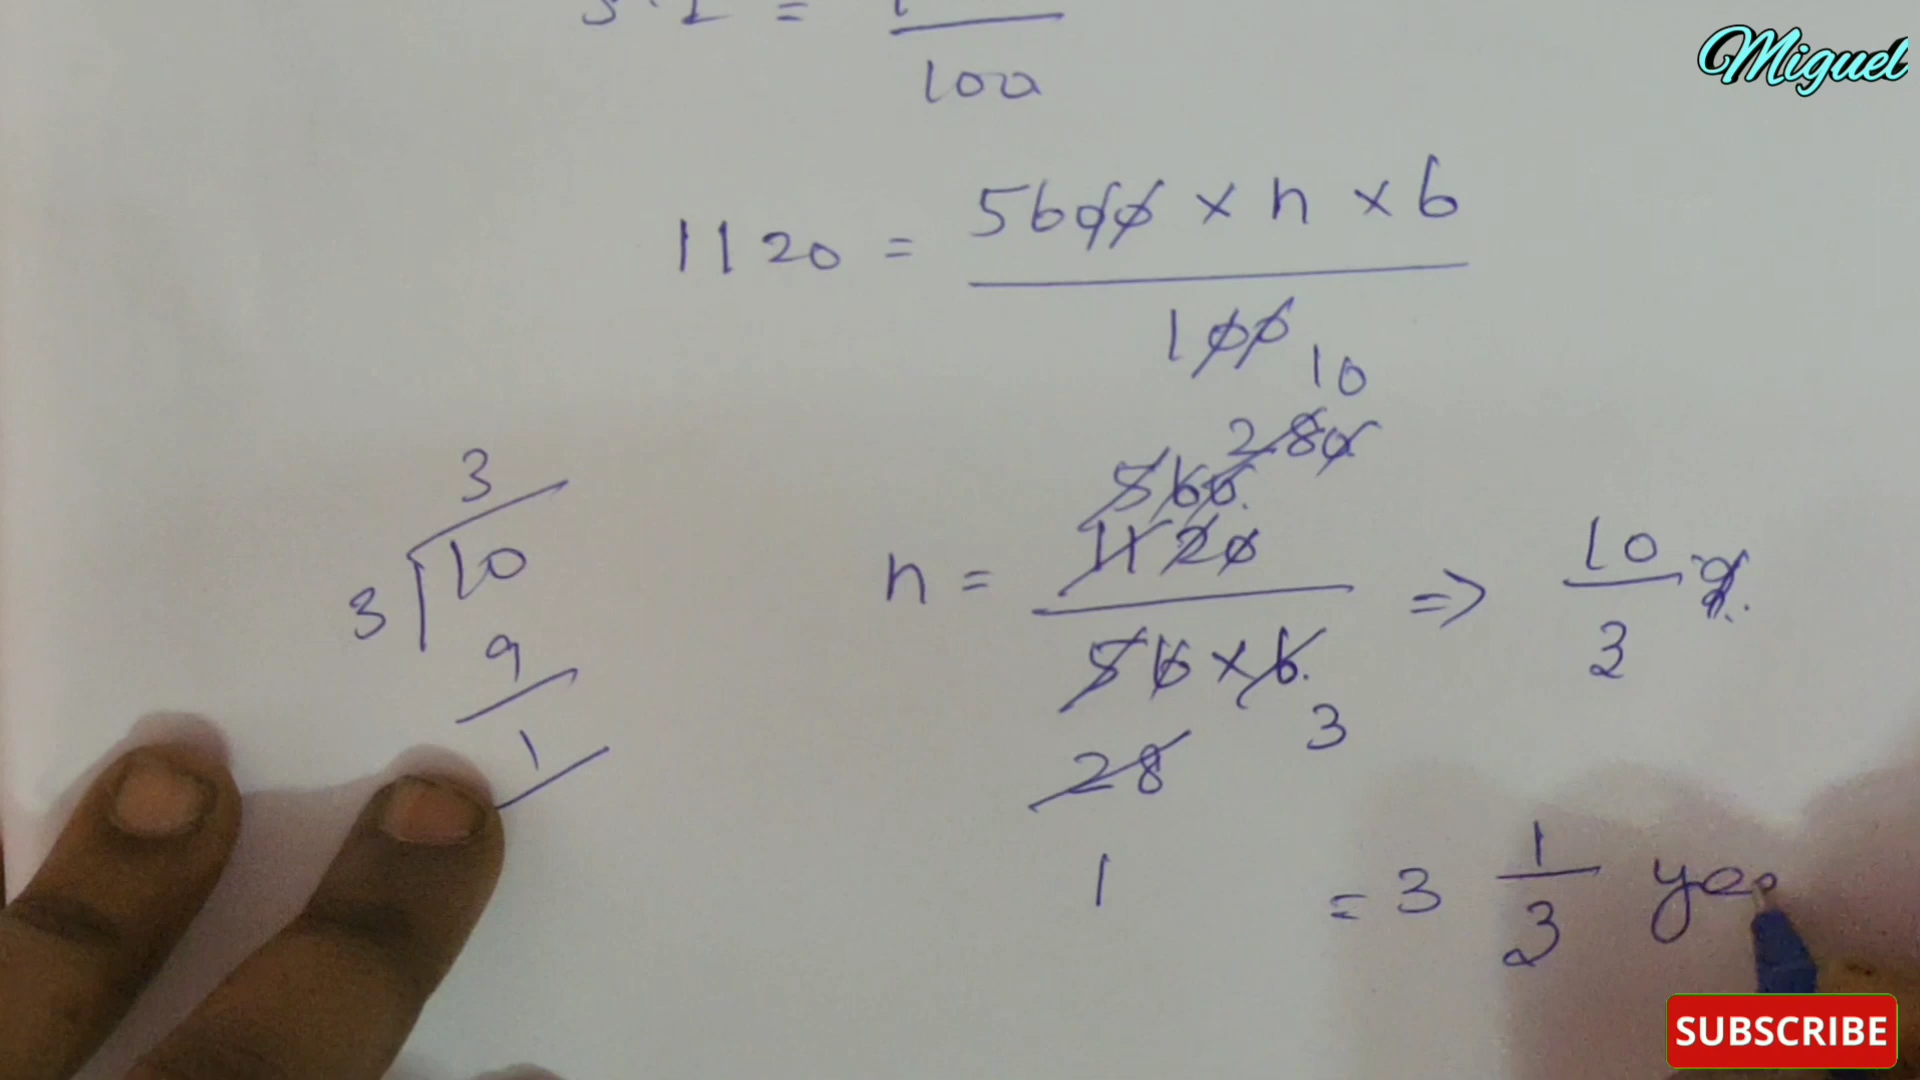 Miguel
S.I =
100
1120 = 5600 × n × 6
100
10
280
560
n = 1120 => 10
56 × 6 3
28 3
1
3
3 10
9
1
= 3 1/3 yea
SUBSCRIBE